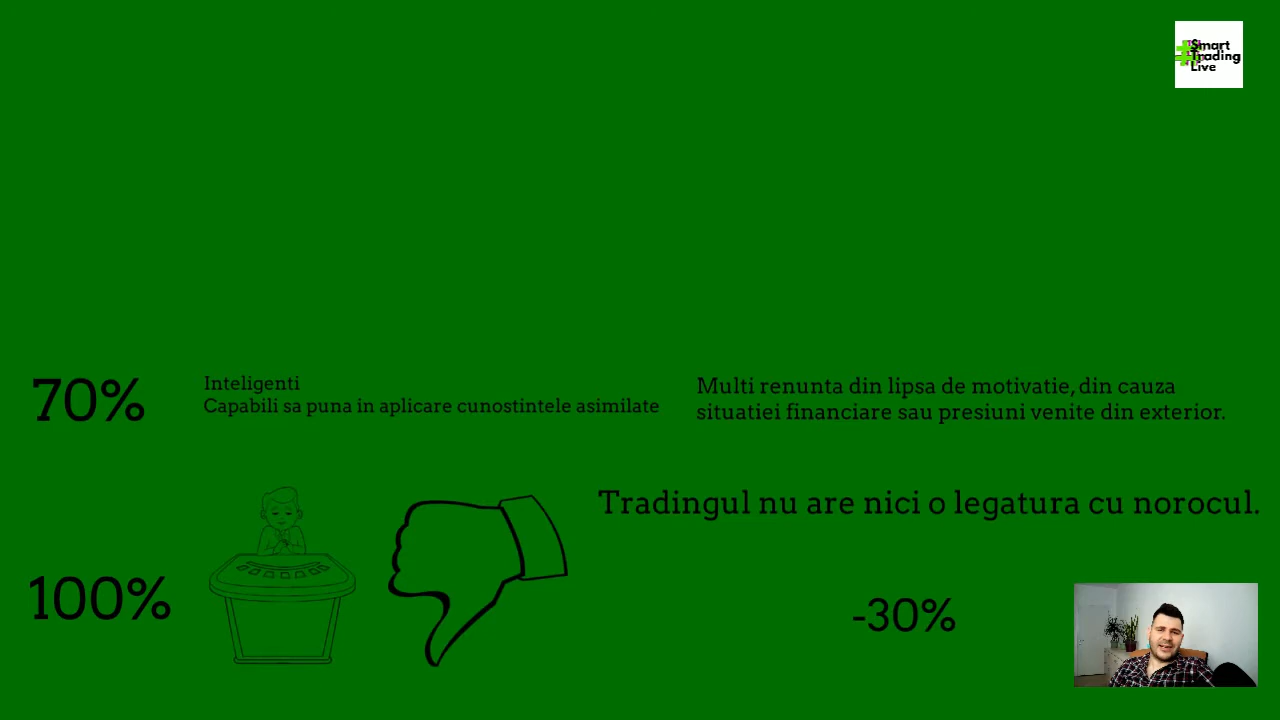 #Smart
Trading
Live
70%
Inteligenti
Capabili sa puna in aplicare cunostintele asimilate
Multi renunta din lipsa de motivatie, din cauza
situatiei financiare sau presiuni venite din exterior.
Tradingul nu are nici o legatura cu norocul.
100%
-30%